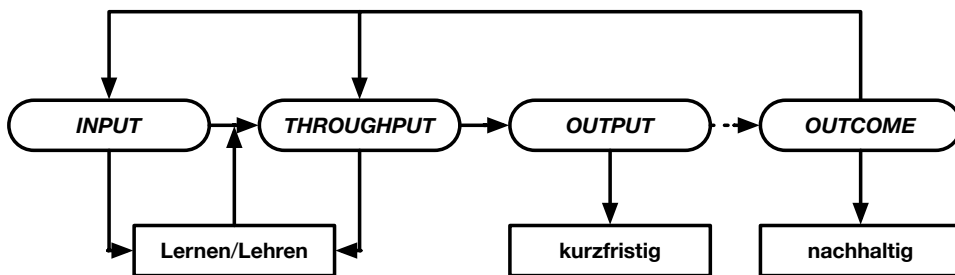 INPUT
THROUGHPUT
OUTPUT
OUTCOME
Lernen/Lehren
kurzfristig
nachhaltig